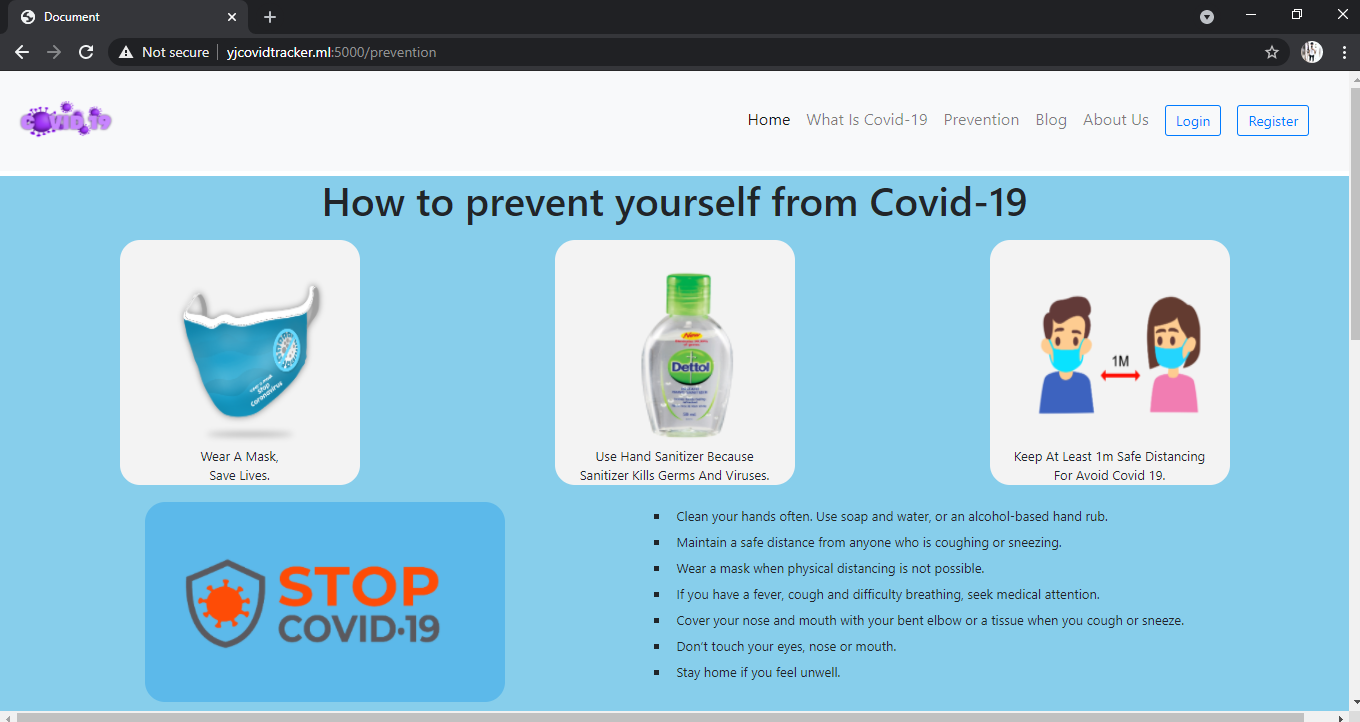 Document
Not secure
yjcovidtracker.ml:5000/prevention
COVID 19
Home
What Is Covid-19
Prevention
Blog
About Us
Login
Register
How to prevent yourself from Covid-19
wear a mask
Stop
Coronavirus
Wear A Mask,
Save Lives.
New
Dettol
Use Hand Sanitizer Because
Sanitizer Kills Germs And Viruses.
1M
Keep At Least 1m Safe Distancing
For Avoid Covid 19.
STOP
COVID-19
Clean your hands often. Use soap and water, or an alcohol-based hand rub.
Maintain a safe distance from anyone who is coughing or sneezing.
Wear a mask when physical distancing is not possible.
If you have a fever, cough and difficulty breathing, seek medical attention.
Cover your nose and mouth with your bent elbow or a tissue when you cough or sneeze.
Don't touch your eyes, nose or mouth.
Stay home if you feel unwell.